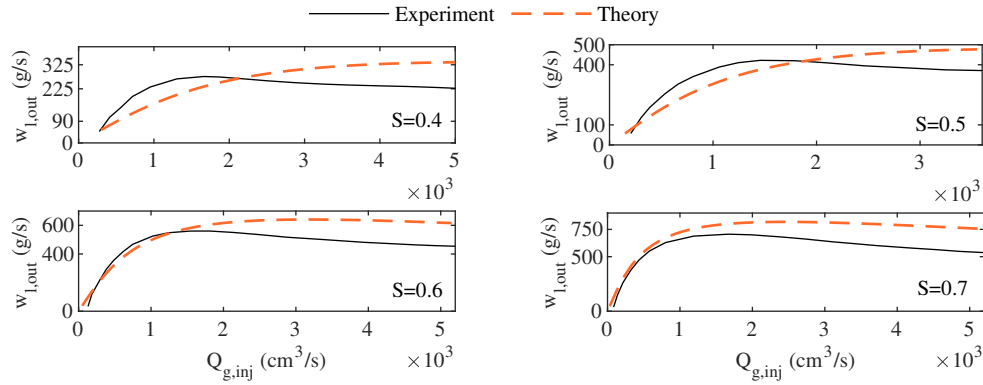 Experiment Theory
w_l,out (g/s)
325
225
90
0
S=0.4
0 1 2 3 4 5
×10^3
w_l,out (g/s)
500
400
100
0
S=0.5
0 1 2 3
×10^3
w_l,out (g/s)
600
400
0
S=0.6
0 1 2 3 4 5
Q_g,inj (cm^3/s)
×10^3
w_l,out (g/s)
750
500
0
S=0.7
0 1 2 3 4 5
Q_g,inj (cm^3/s)
×10^3